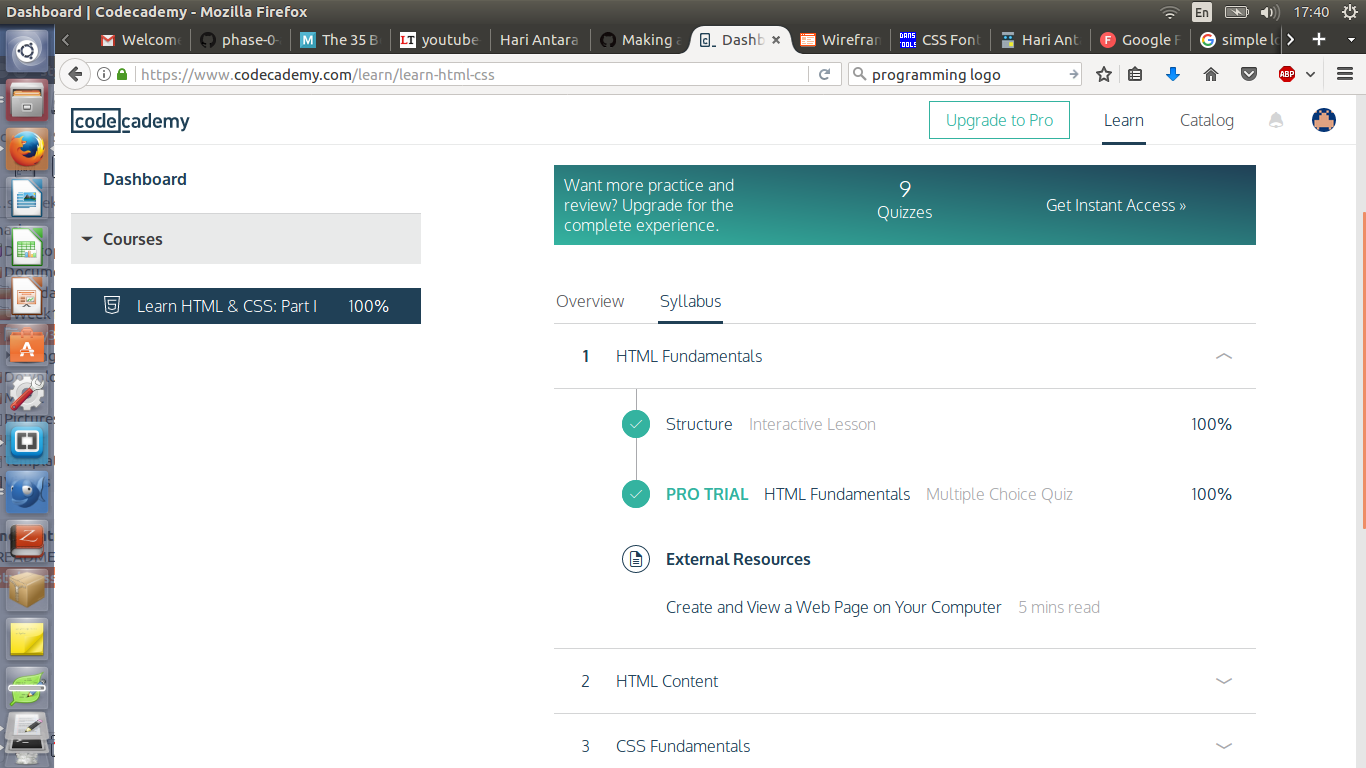 Dashboard | Codecademy - Mozilla Firefox
En
17:40
Welcom
phase-0-
M The 35 B
LT youtube
Hari Antara
Making a
Dashb
Wirefran
DANS TOOLS CSS Font
Hari Ant
F Google F
G simple lo
https://www.codecademy.com/learn/learn-html-css
programming logo
ABP
codecademy
Upgrade to Pro
Learn
Catalog
Dashboard
Courses
Learn HTML & CSS: Part I 100%
Want more practice and
review? Upgrade for the
complete experience.
9
Quizzes
Get Instant Access »
Overview
Syllabus
1 HTML Fundamentals
Structure Interactive Lesson 100%
PRO TRIAL HTML Fundamentals Multiple Choice Quiz 100%
External Resources
Create and View a Web Page on Your Computer 5 mins read
2 HTML Content
3 CSS Fundamentals